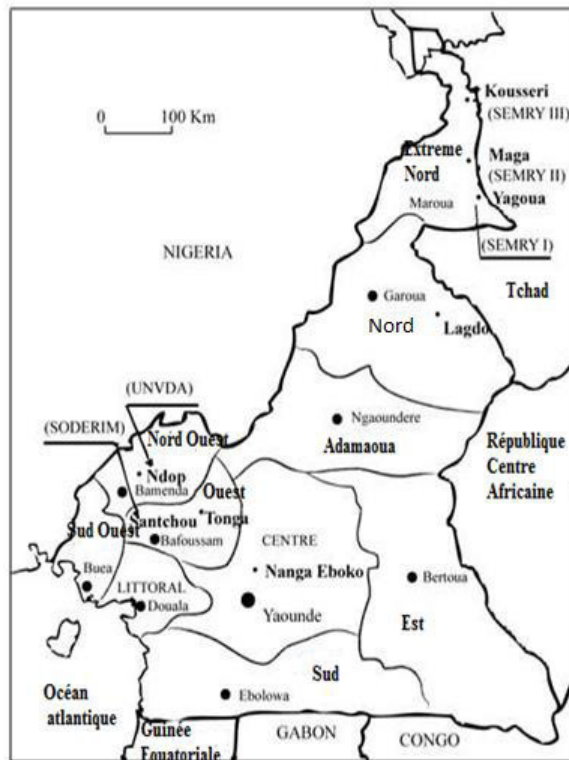 Kousseri
0 100 Km
(SEMRY III)
Extreme
Nord
Maga
(SEMRY II)
Yagoua
Maroua
(SEMRY I)
NIGERIA
Tchad
Garoua
Nord
Lagdo
(UNVDA)
(SODERIM)
Nord Ouest
Ngaoundere
Adamaoua
République
Centre
Africaine
Ndop
Bamenda
Ouest
Santchou
Tonga
Sud Ouest
Bafoussam
CENTRE
Buea
Nanga Eboko
Bertoua
LITTORAL
Douala
Yaounde
Est
Sud
Océan
atlantique
Ebolowa
Guinée
Equatoriale
GABON
CONGO